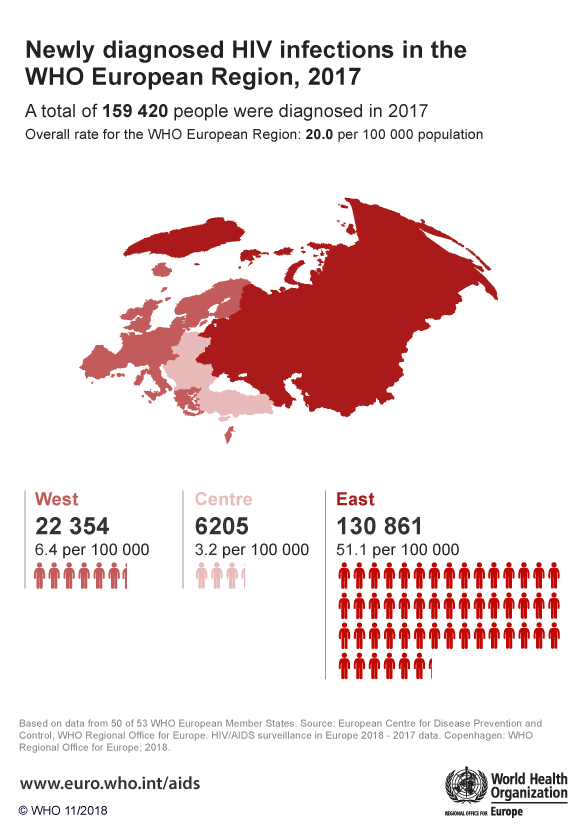 Newly diagnosed HIV infections in the
WHO European Region, 2017
A total of 159 420 people were diagnosed in 2017
Overall rate for the WHO European Region: 20.0 per 100 000 population
West
22 354
6.4 per 100 000
Centre
6205
3.2 per 100 000
East
130 861
51.1 per 100 000
Based on data from 50 of 53 WHO European Member States. Source: European Centre for Disease Prevention and
Control, WHO Regional Office for Europe. HIV/AIDS surveillance in Europe 2018 - 2017 data. Copenhagen: WHO
Regional Office for Europe; 2018.
www.euro.who.int/aids
© WHO 11/2018
World Health
Organization
REGIONAL OFFICE FOR Europe